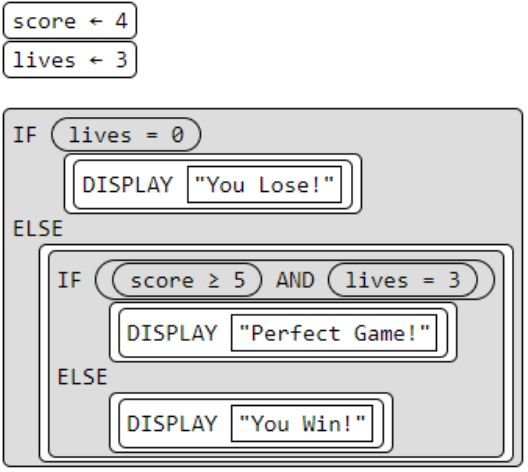 score ← 4
lives ← 3
IF lives = 0
DISPLAY "You Lose!"
ELSE
IF score ≥ 5 AND lives = 3
DISPLAY "Perfect Game!"
ELSE
DISPLAY "You Win!"